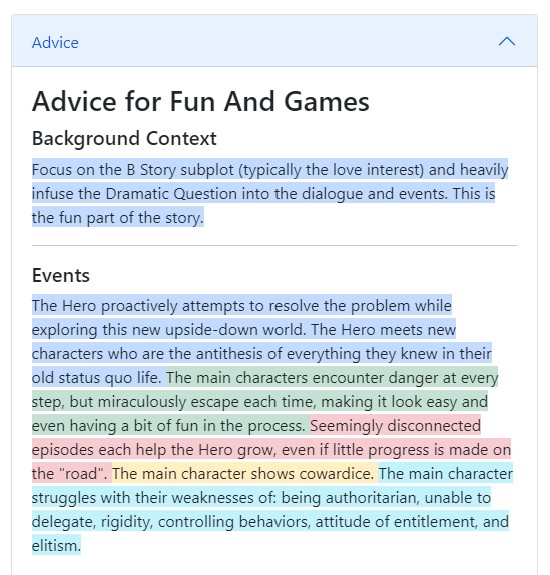 Advice
Advice for Fun And Games
Background Context
Focus on the B Story subplot (typically the love interest) and heavily
infuse the Dramatic Question into the dialogue and events. This is
the fun part of the story.
Events
The Hero proactively attempts to resolve the problem while
exploring this new upside-down world. The Hero meets new
characters who are the antithesis of everything they knew in their
old status quo life. The main characters encounter danger at every
step, but miraculously escape each time, making it look easy and
even having a bit of fun in the process. Seemingly disconnected
episodes each help the Hero grow, even if little progress is made on
the "road". The main character shows cowardice. The main character
struggles with their weaknesses of: being authoritarian, unable to
delegate, rigidity, controlling behaviors, attitude of entitlement, and
elitism.